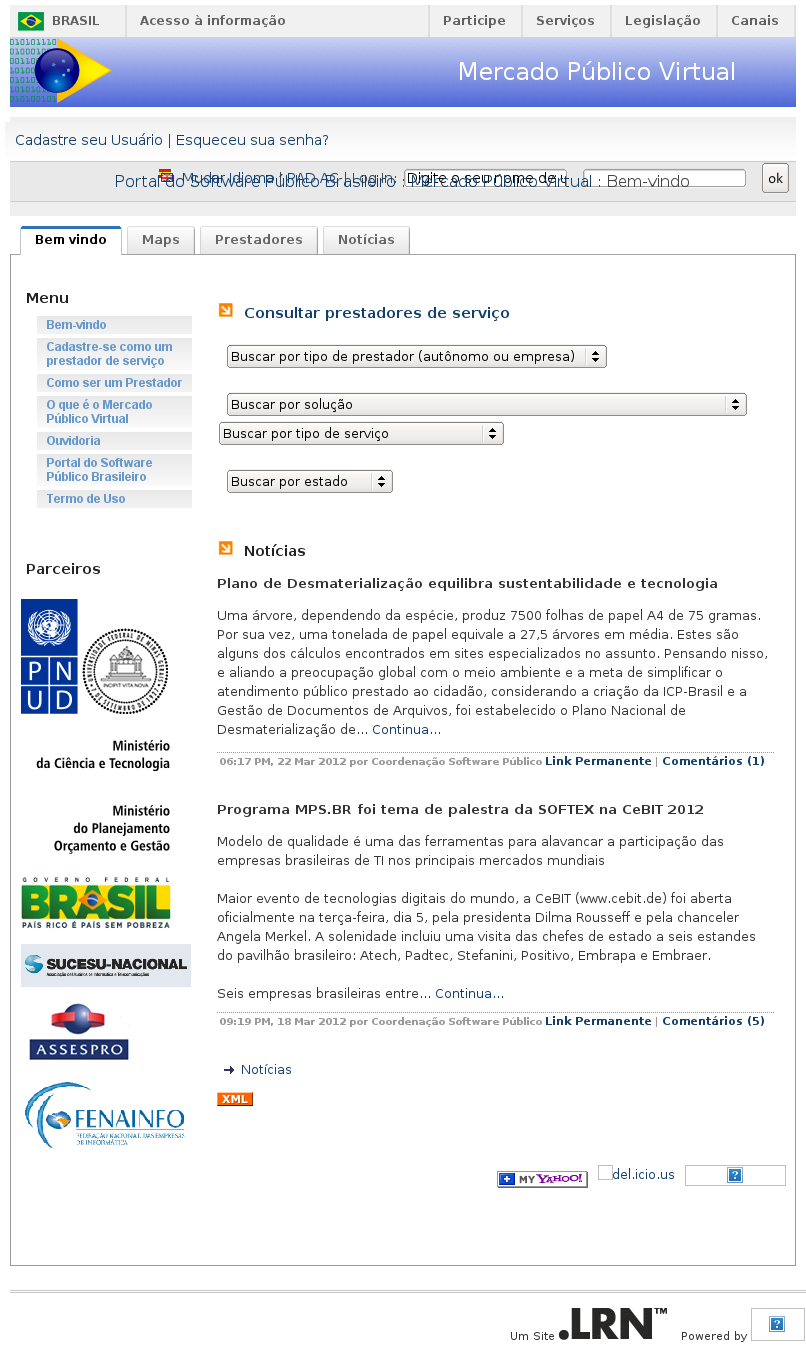 BRASIL Acesso à informação Participe Serviços Legislação Canais
Mercado Público Virtual
Cadastre seu Usuário | Esqueceu sua senha?
Mudar Idioma | PAD AC | Log In: Digite o seu nome de u ok
Portal do Software Público Brasileiro : Mercado Público Virtual : Bem-vindo
Bem vindo Maps Prestadores Notícias
Menu
Bem-vindo
Cadastre-se como um
prestador de serviço
Como ser um Prestador
O que é o Mercado
Público Virtual
Ouvidoria
Portal do Software
Público Brasileiro
Termo de Uso
Parceiros
PN
UD
INCIPIT VITA NOVA
Ministério
da Ciência e Tecnologia
Ministério
do Planejamento
Orçamento e Gestão
GOVERNO FEDERAL
BRASIL
PAÍS RICO É PAÍS SEM POBREZA
SUCESU-NACIONAL
ASSESPRO
FENAINFO
FEDERAÇÃO NACIONAL DAS EMPRESAS
DE INFORMÁTICA
Consultar prestadores de serviço
Buscar por tipo de prestador (autônomo ou empresa)
Buscar por solução
Buscar por tipo de serviço
Buscar por estado
Notícias
Plano de Desmaterialização equilibra sustentabilidade e tecnologia
Uma árvore, dependendo da espécie, produz 7500 folhas de papel A4 de 75 gramas.
Por sua vez, uma tonelada de papel equivale a 27,5 árvores em média. Estes são
alguns dos cálculos encontrados em sites especializados no assunto. Pensando nisso,
e aliando a preocupação global com o meio ambiente e a meta de simplificar o
atendimento público prestado ao cidadão, considerando a criação da ICP-Brasil e a
Gestão de Documentos de Arquivos, foi estabelecido o Plano Nacional de
Desmaterialização de... Continua...
06:17 PM, 22 Mar 2012 por Coordenação Software Público Link Permanente | Comentários (1)
Programa MPS.BR foi tema de palestra da SOFTEX na CeBIT 2012
Modelo de qualidade é uma das ferramentas para alavancar a participação das
empresas brasileiras de TI nos principais mercados mundiais
Maior evento de tecnologias digitais do mundo, a CeBIT (www.cebit.de) foi aberta
oficialmente na terça-feira, dia 5, pela presidenta Dilma Rousseff e pela chanceler
Angela Merkel. A solenidade incluiu uma visita das chefes de estado a seis estandes
do pavilhão brasileiro: Atech, Padtec, Stefanini, Positivo, Embrapa e Embraer.
Seis empresas brasileiras entre... Continua...
09:19 PM, 18 Mar 2012 por Coordenação Software Público Link Permanente | Comentários (5)
Notícias
XML
MY YAHOO! del.icio.us
Um Site .LRN™ Powered by